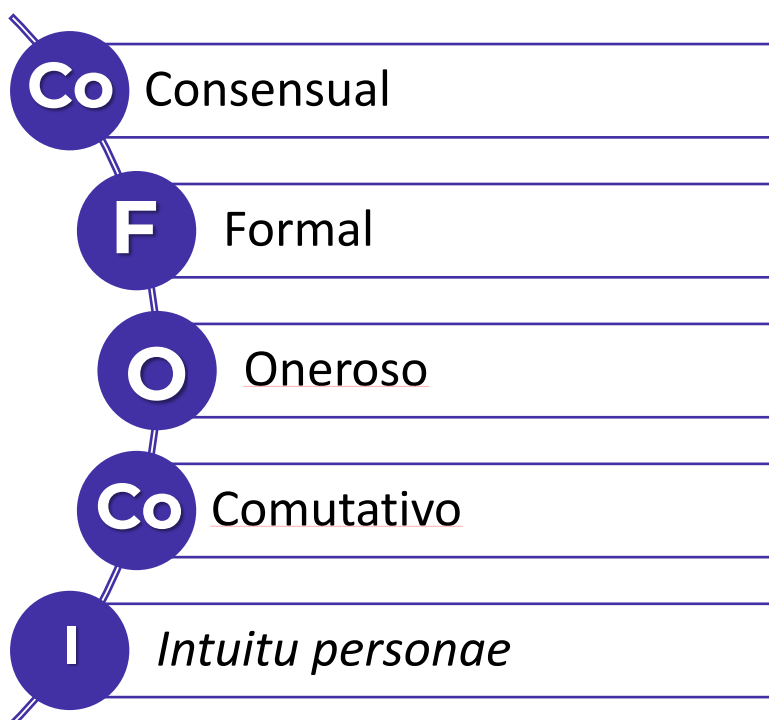 Co Consensual
F Formal
O Oneroso
Co Comutativo
I Intuitu personae